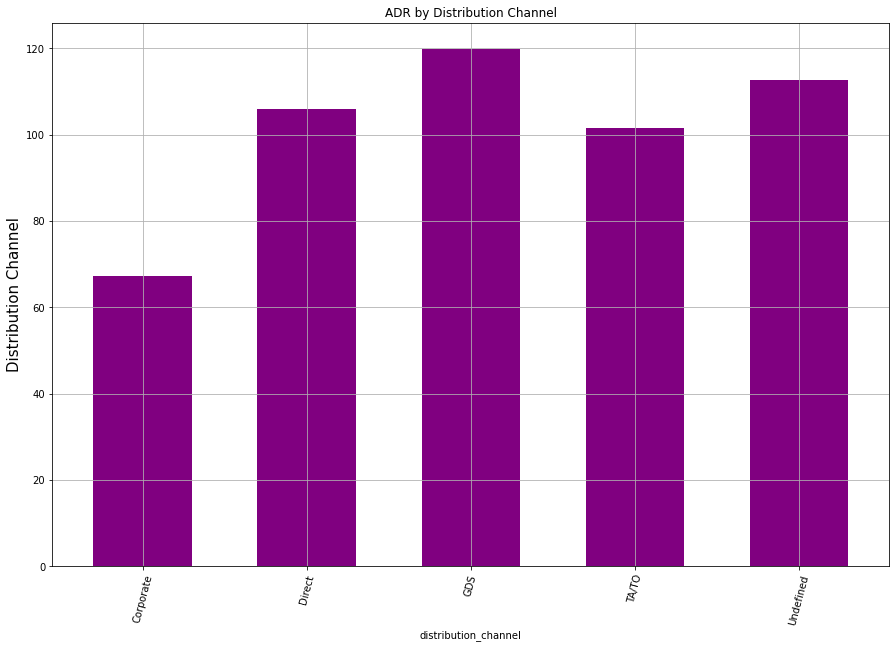 ADR by Distribution Channel
Distribution Channel
120
100
80
60
40
20
0
Corporate
Direct
GDS
TA/TO
Undefined
distribution_channel